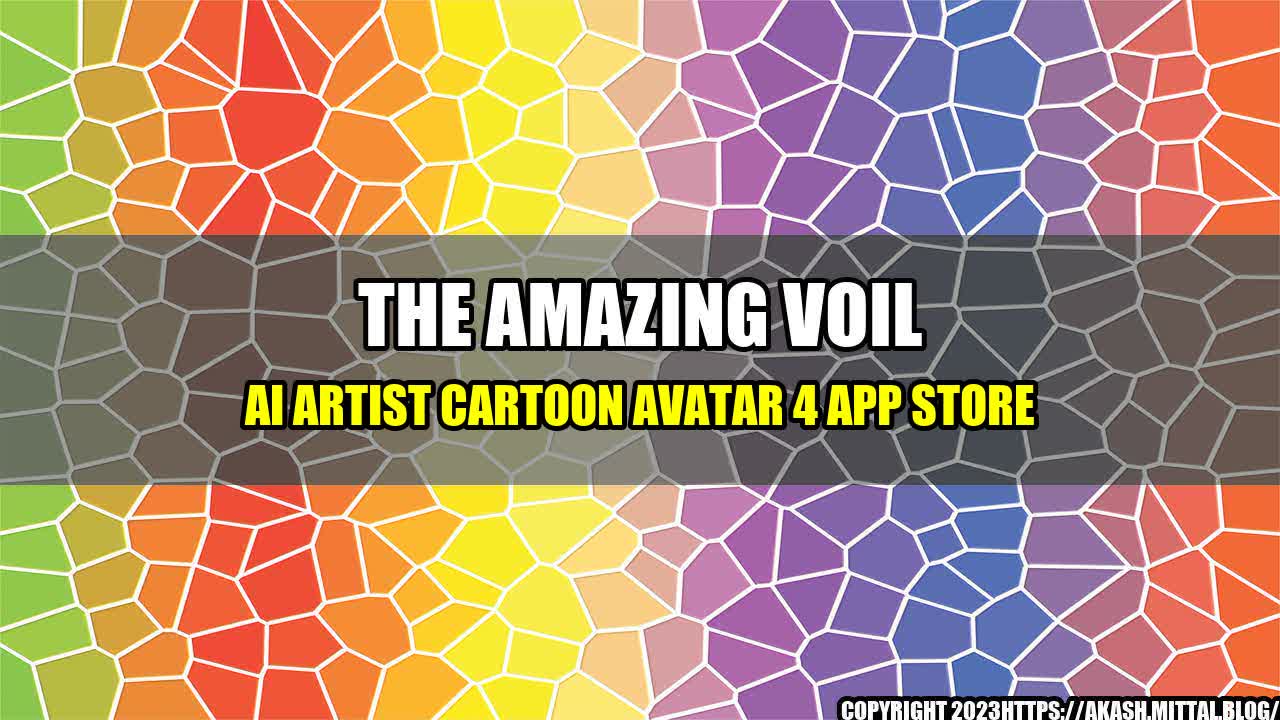 THE AMAZING VOIL
AI ARTIST CARTOON AVATAR 4 APP STORE
COPYRIGHT 2023HTTPS://AKASH.MITTAL.BLOG/